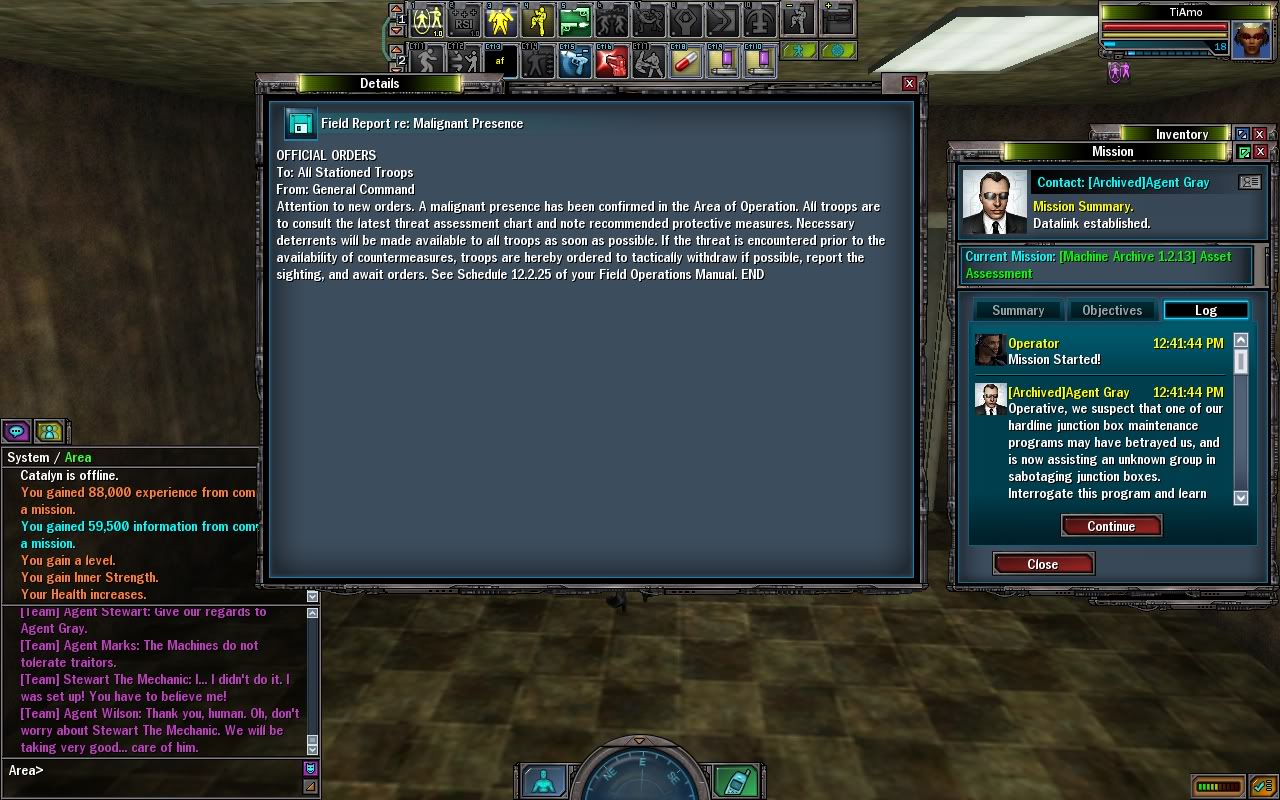 1
1.0
RSI
1.0
TiAmo
18
2
Ctrl3
af
Details
Field Report re: Malignant Presence
OFFICIAL ORDERS
To: All Stationed Troops
From: General Command
Attention to new orders. A malignant presence has been confirmed in the Area of Operation. All troops are
to consult the latest threat assessment chart and note recommended protective measures. Necessary
deterrents will be made available to all troops as soon as possible. If the threat is encountered prior to the
availability of countermeasures, troops are hereby ordered to tactically withdraw if possible, report the
sighting, and await orders. See Schedule 12.2.25 of your Field Operations Manual. END
Inventory
Mission
Contact: [Archived]Agent Gray
Mission Summary.
Datalink established.
Current Mission: [Machine Archive 1.2.13] Asset
Assessment
Summary
Objectives
Log
Operator 12:41:44 PM
Mission Started!
[Archived]Agent Gray 12:41:44 PM
Operative, we suspect that one of our
hardline junction box maintenance
programs may have betrayed us, and
is now assisting an unknown group in
sabotaging junction boxes.
Interrogate this program and learn
Continue
Close
System / Area
Catalyn is offline.
You gained 88,000 experience from com
a mission.
You gained 59,500 information from com
a mission.
You gain a level.
You gain Inner Strength.
Your Health increases.
[Team] Agent Stewart: Give our regards to
Agent Gray.
[Team] Agent Marks: The Machines do not
tolerate traitors.
[Team] Stewart The Mechanic: I... I didn't do it. I
was set up! You have to believe me!
[Team] Agent Wilson: Thank you, human. Oh, don't
worry about Stewart The Mechanic. We will be
taking very good... care of him.
Area>
NE
E
SE